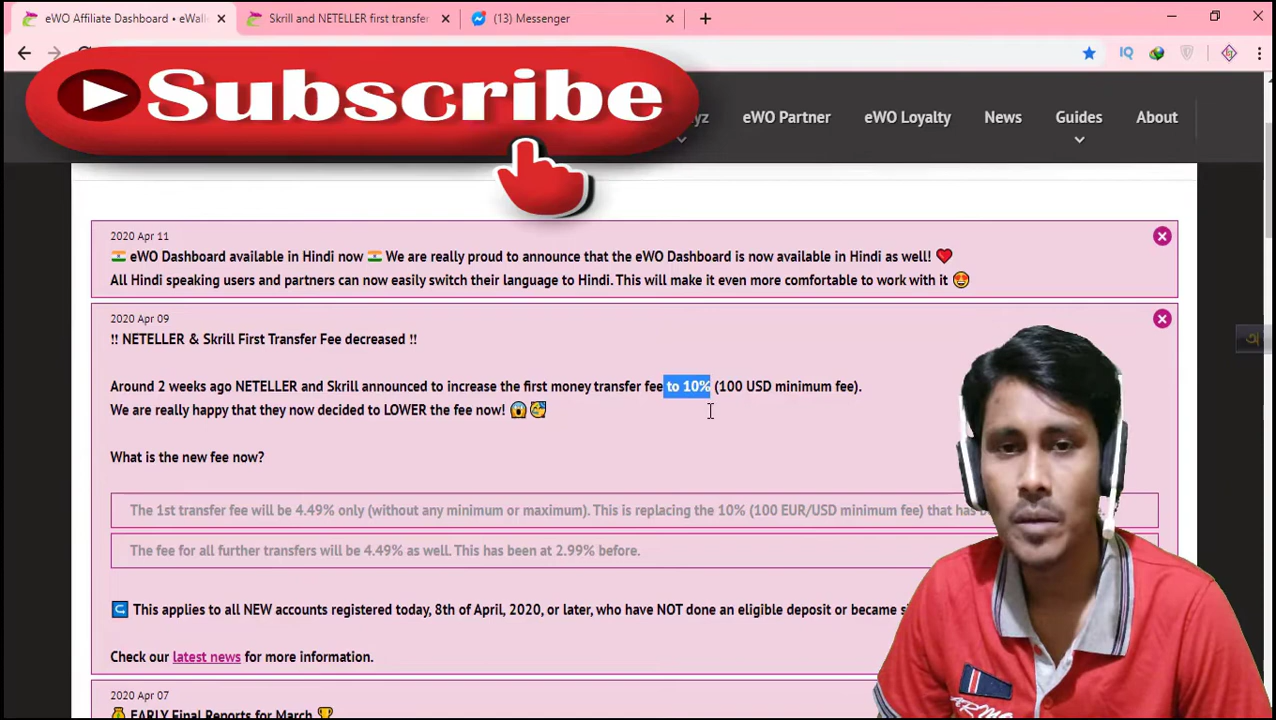 eWO Affiliate Dashboard • eWall
Skrill and NETELLER first transfer
(13) Messenger
IQ
Subscribe
yz
eWO Partner
eWO Loyalty
News
Guides
About
2020 Apr 11
🇮🇳 eWO Dashboard available in Hindi now 🇮🇳 We are really proud to announce that the eWO Dashboard is now available in Hindi as well! ❤️
All Hindi speaking users and partners can now easily switch their language to Hindi. This will make it even more comfortable to work with it 🤩
2020 Apr 09
!! NETELLER & Skrill First Transfer Fee decreased !!
Around 2 weeks ago NETELLER and Skrill announced to increase the first money transfer fee to 10% (100 USD minimum fee).
We are really happy that they now decided to LOWER the fee now! 😱 🥳
What is the new fee now?
The 1st transfer fee will be 4.49% only (without any minimum or maximum). This is replacing the 10% (100 EUR/USD minimum fee) that has
The fee for all further transfers will be 4.49% as well. This has been at 2.99% before.
↪️ This applies to all NEW accounts registered today, 8th of April, 2020, or later, who have NOT done an eligible deposit or became
Check our latest news for more information.
2020 Apr 07
💰 EARLY Final Reports for March 🏆
অ